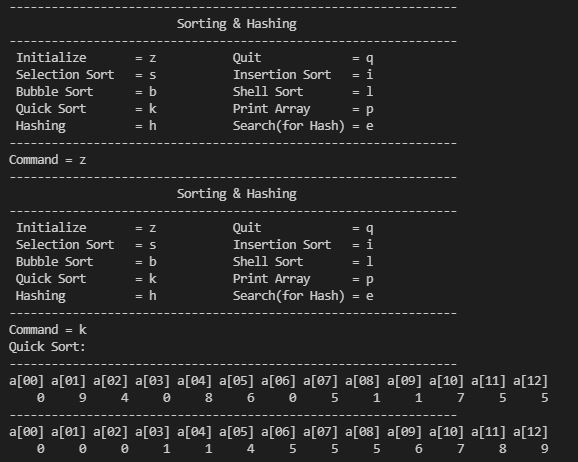 ----------------------------------------------------------------
                        Sorting & Hashing
----------------------------------------------------------------
 Initialize       = z           Quit             = q
 Selection Sort   = s           Insertion Sort   = i
 Bubble Sort      = b           Shell Sort       = l
 Quick Sort       = k           Print Array      = p
 Hashing          = h           Search(for Hash) = e
----------------------------------------------------------------
Command = z
----------------------------------------------------------------
                        Sorting & Hashing
----------------------------------------------------------------
 Initialize       = z           Quit             = q
 Selection Sort   = s           Insertion Sort   = i
 Bubble Sort      = b           Shell Sort       = l
 Quick Sort       = k           Print Array      = p
 Hashing          = h           Search(for Hash) = e
----------------------------------------------------------------
Command = k
Quick Sort:
----------------------------------------------------------------
a[00] a[01] a[02] a[03] a[04] a[05] a[06] a[07] a[08] a[09] a[10] a[11] a[12]
    0     9     4     0     8     6     0     5     1     1     7     5     5
----------------------------------------------------------------
a[00] a[01] a[02] a[03] a[04] a[05] a[06] a[07] a[08] a[09] a[10] a[11] a[12]
    0     0     0     1     1     4     5     5     5     6     7     8     9